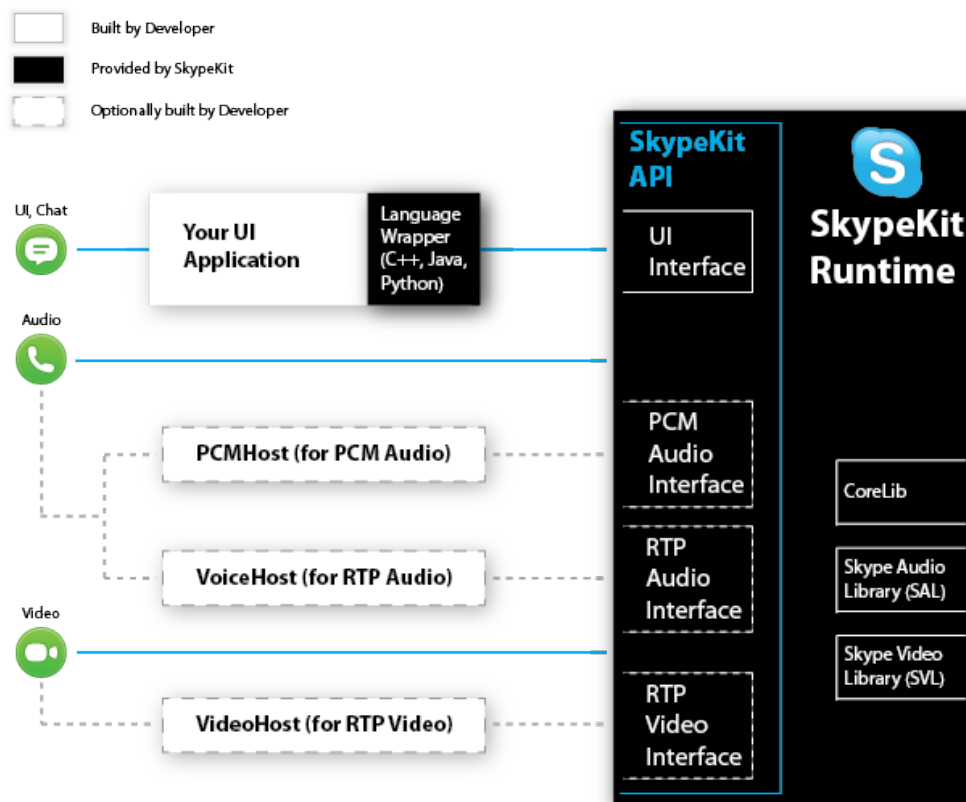 Built by Developer
Provided by SkypeKit
Optionally built by Developer
SkypeKit
API
S
SkypeKit
Runtime
UI, Chat
Your UI
Application
Language
Wrapper
(C++, Java,
Python)
UI
Interface
Audio
PCMHost (for PCM Audio)
PCM
Audio
Interface
CoreLib
VoiceHost (for RTP Audio)
RTP
Audio
Interface
Skype Audio
Library (SAL)
Video
Skype Video
Library (SVL)
VideoHost (for RTP Video)
RTP
Video
Interface